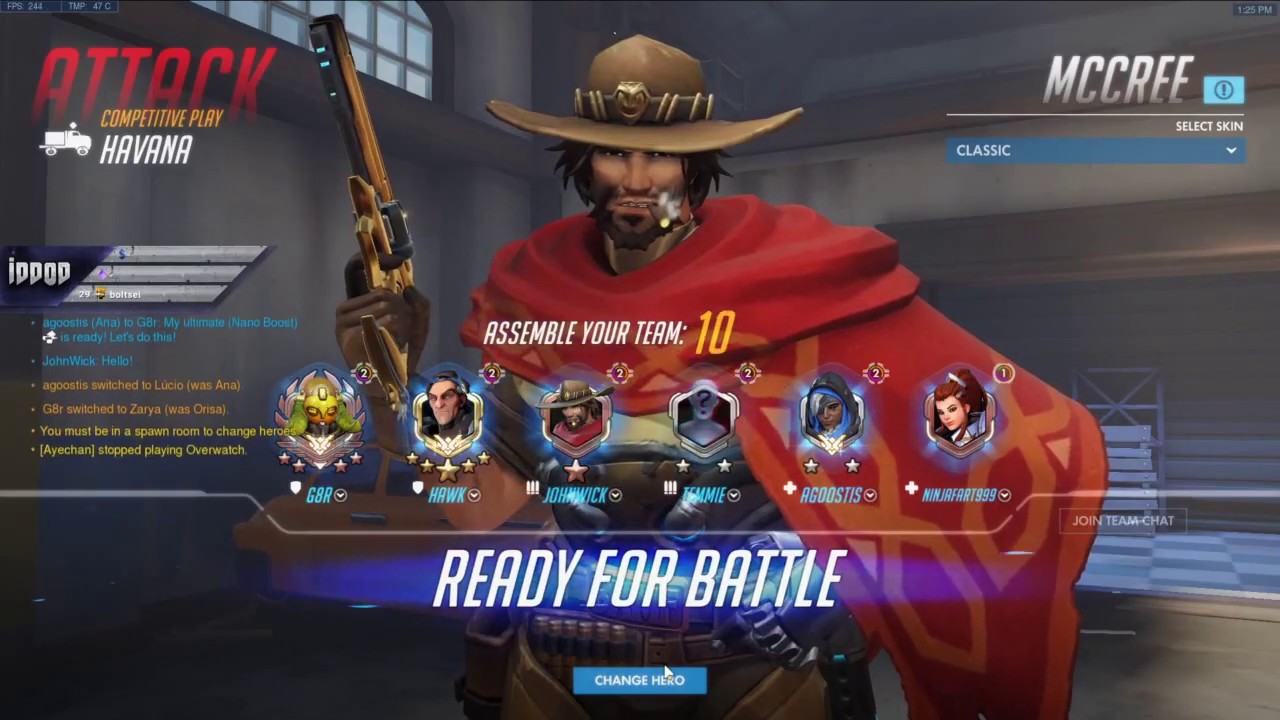 FPS: 244
TMP: 47 C
1:25 PM
ATTACK
COMPETITIVE PLAY
HAVANA
MCCREE
SELECT SKIN
CLASSIC
iddqd
29 boltsei
agoostis (Ana) to G8r: My ultimate (Nano Boost)
is ready! Let's do this!
JohnWick: Hello!
agoostis switched to Lúcio (was Ana)
G8r switched to Zarya (was Orisa).
You must be in a spawn room to change heroes.
[Ayechan] stopped playing Overwatch.
ASSEMBLE YOUR TEAM: 10
2 2 2 2 2 1
G8R HAWK JOHNWICK TEMMIE AGOOSTIS NINJAFART999
JOIN TEAM CHAT
READY FOR BATTLE
CHANGE HERO